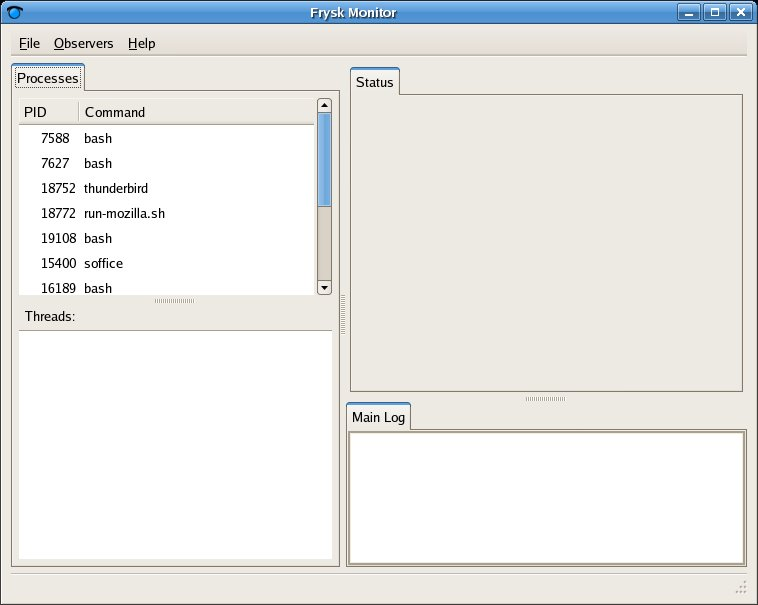 Frysk Monitor
File Observers Help
Processes
PID Command
7588 bash
7627 bash
18752 thunderbird
18772 run-mozilla.sh
19108 bash
15400 soffice
16189 bash
Threads:
Status
Main Log